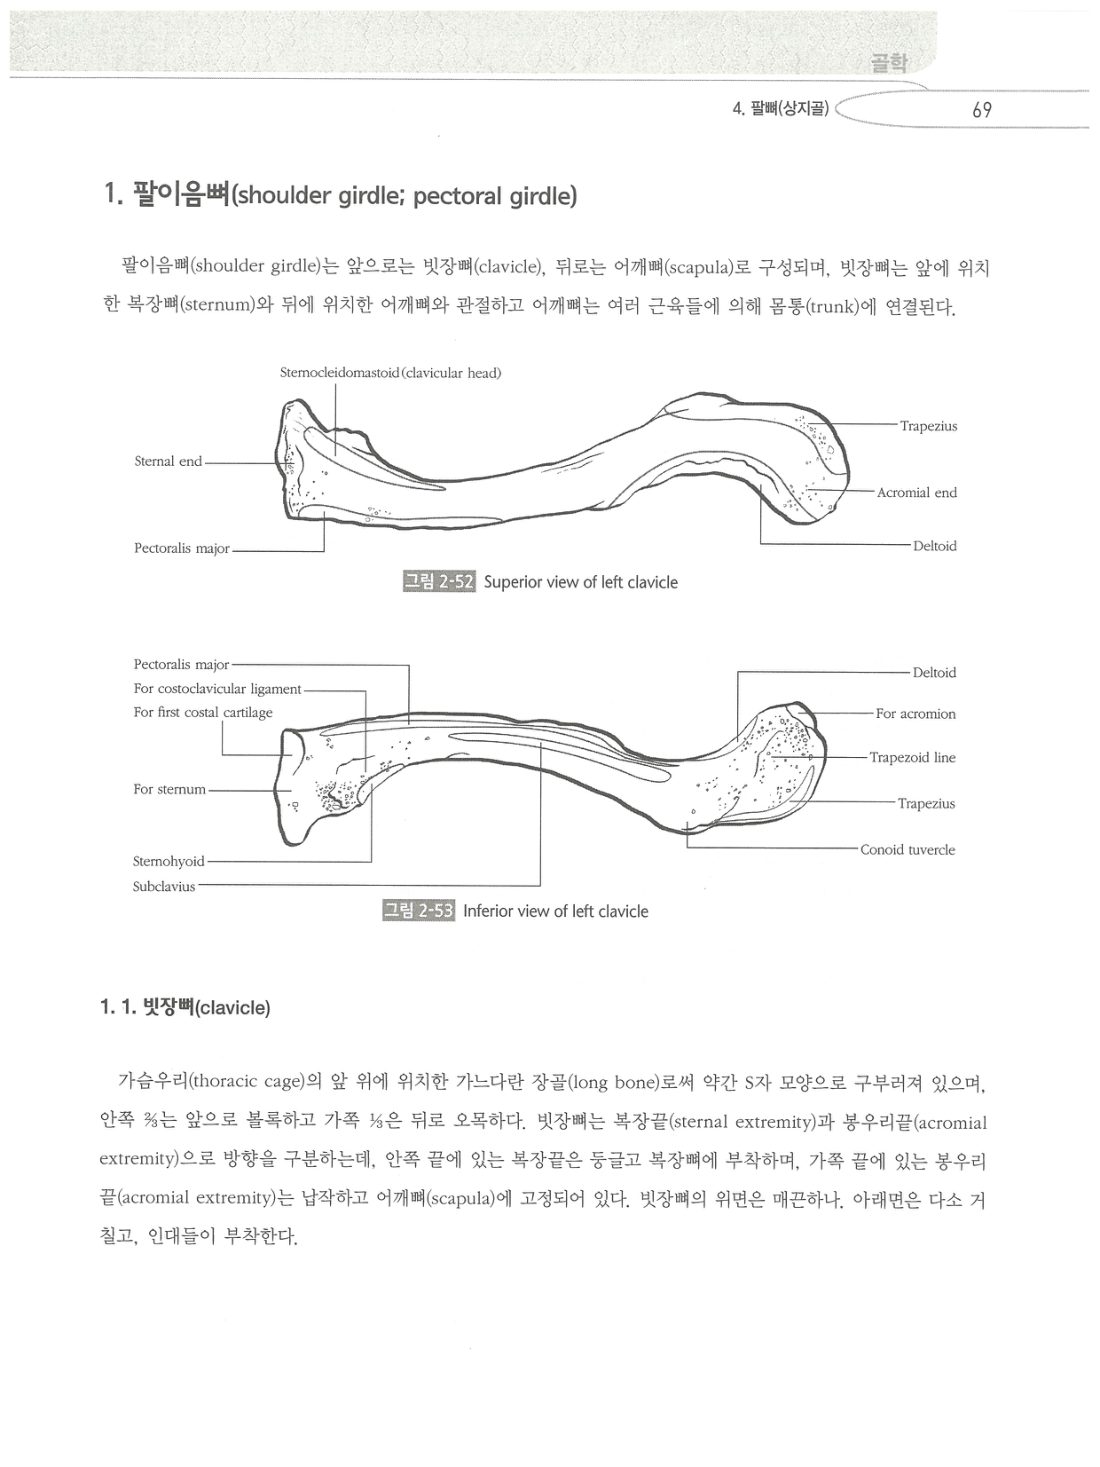 골학
4. 팔뼈(상지골)
69
1. 팔이음뼈(shoulder girdle; pectoral girdle)
팔이음뼈(shoulder girdle)는 앞으로는 빗장뼈(clavicle), 뒤로는 어깨뼈(scapula)로 구성되며, 빗장뼈는 앞에 위치
한 복장뼈(sternum)와 뒤에 위치한 어깨뼈와 관절하고 어깨뼈는 여러 근육들에 의해 몸통(trunk)에 연결된다.
Sternocleidomastoid (clavicular head)
Trapezius
Sternal end
Acromial end
Pectoralis major
Deltoid
그림 2-52 Superior view of left clavicle
Pectoralis major
Deltoid
For costoclavicular ligament
For first costal cartilage
For acromion
Trapezoid line
For sternum
Trapezius
Conoid tuvercle
Sternohyoid
Subclavius
그림 2-53 Inferior view of left clavicle
1. 1. 빗장뼈(clavicle)
가슴우리(thoracic cage)의 앞 위에 위치한 가느다란 장골(long bone)로써 약간 S자 모양으로 구부러져 있으며,
안쪽 ⅔는 앞으로 볼록하고 가쪽 ⅓은 뒤로 오목하다. 빗장뼈는 복장끝(sternal extremity)과 봉우리끝(acromial
extremity)으로 방향을 구분하는데, 안쪽 끝에 있는 복장끝은 둥글고 복장뼈에 부착하며, 가쪽 끝에 있는 봉우리
끝(acromial extremity)는 납작하고 어깨뼈(scapula)에 고정되어 있다. 빗장뼈의 위면은 매끈하나. 아래면은 다소 거
칠고, 인대들이 부착한다.